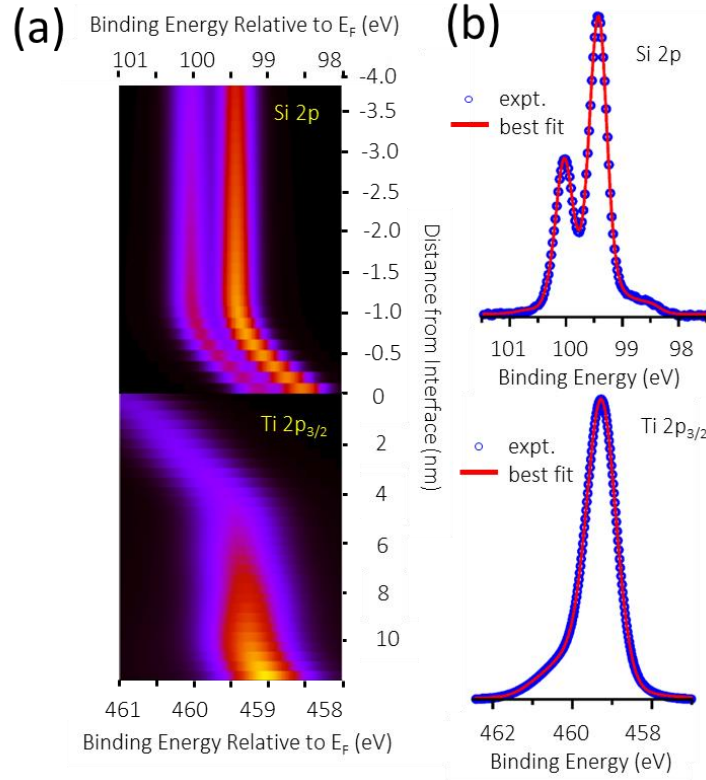 (a)
Binding Energy Relative to E_F (eV)
101 100 99 98
Si 2p
-4.0
-3.5
-3.0
-2.5
-2.0
-1.5
-1.0
-0.5
0
2
4
6
8
10
Distance from Interface (nm)
Ti 2p3/2
461 460 459 458
Binding Energy Relative to E_F (eV)
(b)
Si 2p
expt.
best fit
101 100 99 98
Binding Energy (eV)
Ti 2p3/2
expt.
best fit
462 460 458
Binding Energy (eV)